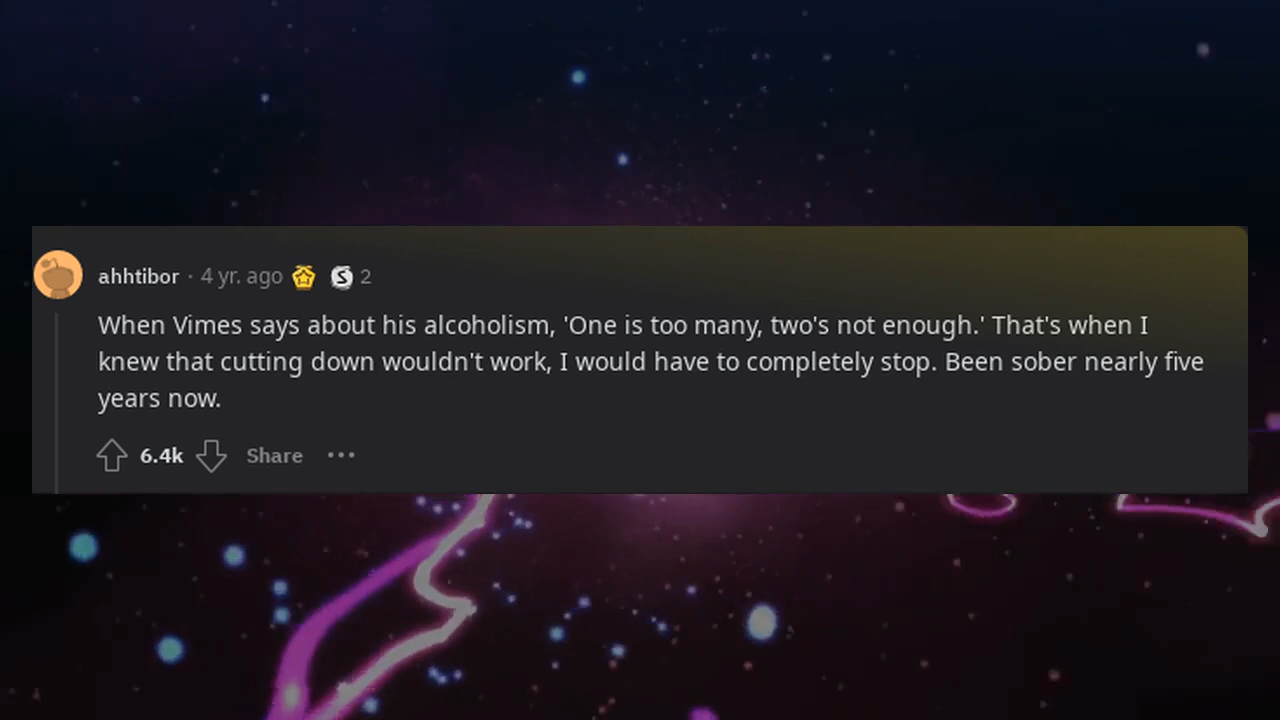 ahhtibor · 4 yr. ago 2
When Vimes says about his alcoholism, 'One is too many, two's not enough.' That's when I
knew that cutting down wouldn't work, I would have to completely stop. Been sober nearly five
years now.
6.4k Share •••